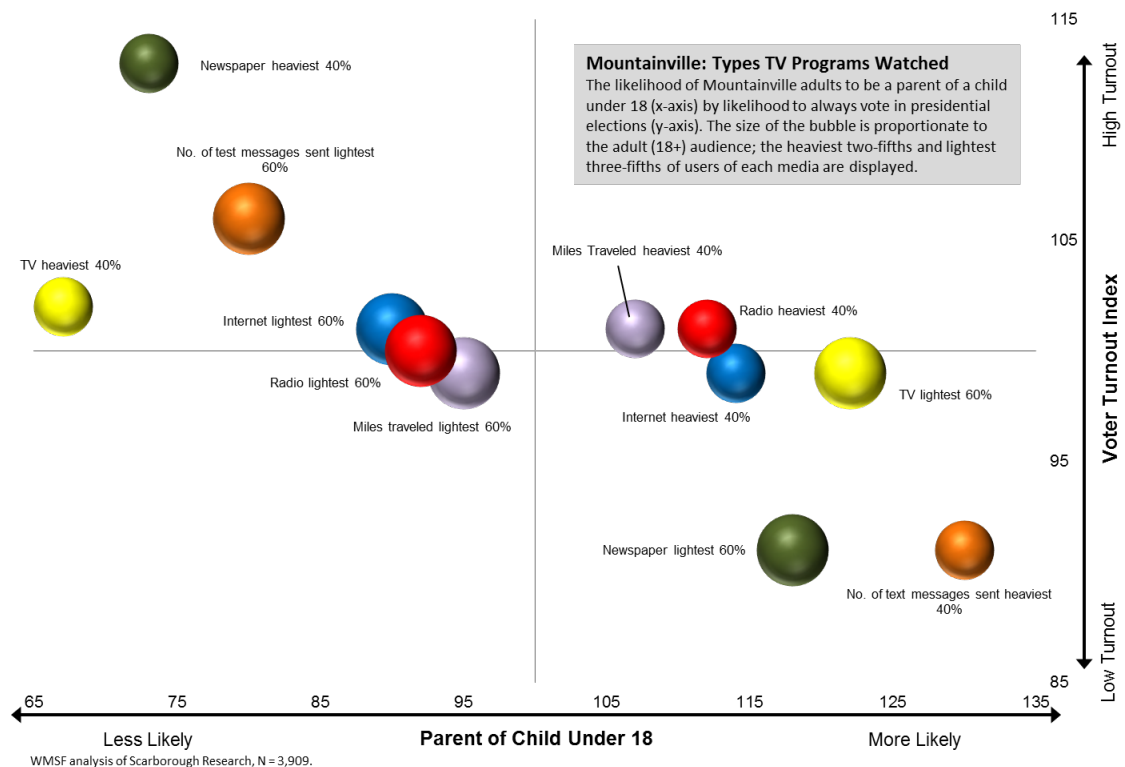 115
Mountainville: Types TV Programs Watched
The likelihood of Mountainville adults to be a parent of a child
under 18 (x-axis) by likelihood to always vote in presidential
elections (y-axis). The size of the bubble is proportionate to
the adult (18+) audience; the heaviest two-fifths and lightest
three-fifths of users of each media are displayed.
High Turnout
Newspaper heaviest 40%
No. of test messages sent lightest
60%
105
TV heaviest 40%
Miles Traveled heaviest 40%
Internet lightest 60%
Radio heaviest 40%
Radio lightest 60%
Miles traveled lightest 60%
Internet heaviest 40%
TV lightest 60%
Voter Turnout Index
95
Newspaper lightest 60%
No. of text messages sent heaviest
40%
Low Turnout
85
65
75
85
95
105
115
125
135
Less Likely
Parent of Child Under 18
More Likely
WMSF analysis of Scarborough Research, N = 3,909.